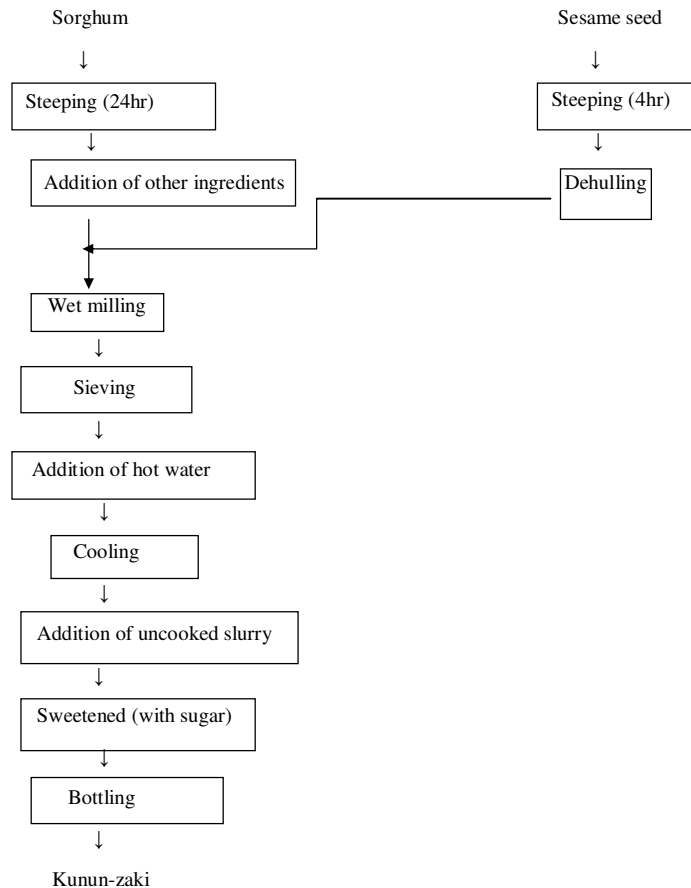 Sorghum
Sesame seed
↓
↓
Steeping (24hr)
Steeping (4hr)
↓
↓
Addition of other ingredients
Dehulling
Wet milling
↓
Sieving
↓
Addition of hot water
↓
Cooling
↓
Addition of uncooked slurry
↓
Sweetened (with sugar)
↓
Bottling
↓
Kunun-zaki